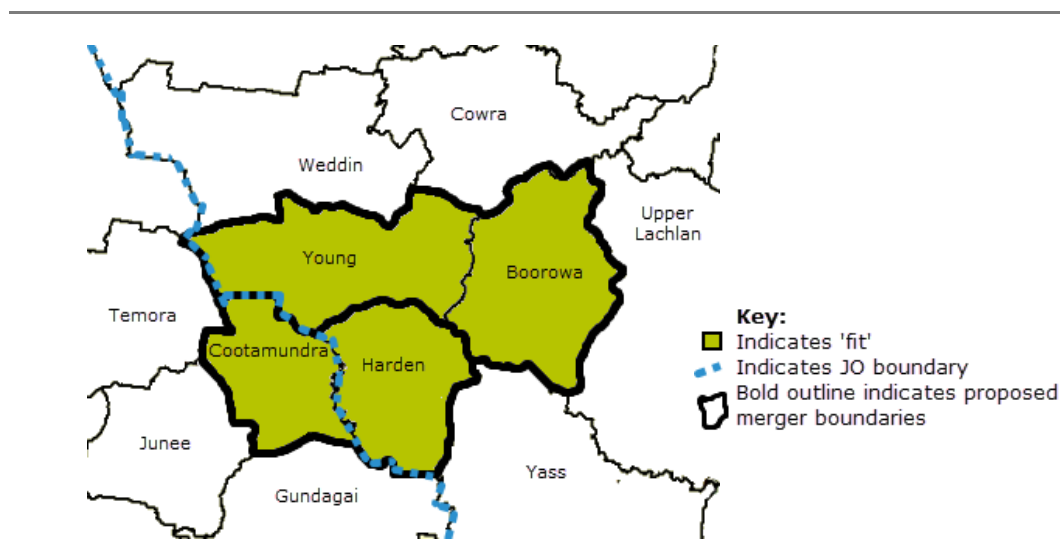 Cowra
Weddin
Upper
Lachlan
Young
Boorowa
Temora
Cootamundra
Harden
Junee
Yass
Gundagai
Key:
Indicates 'fit'
Indicates JO boundary
Bold outline indicates proposed
merger boundaries